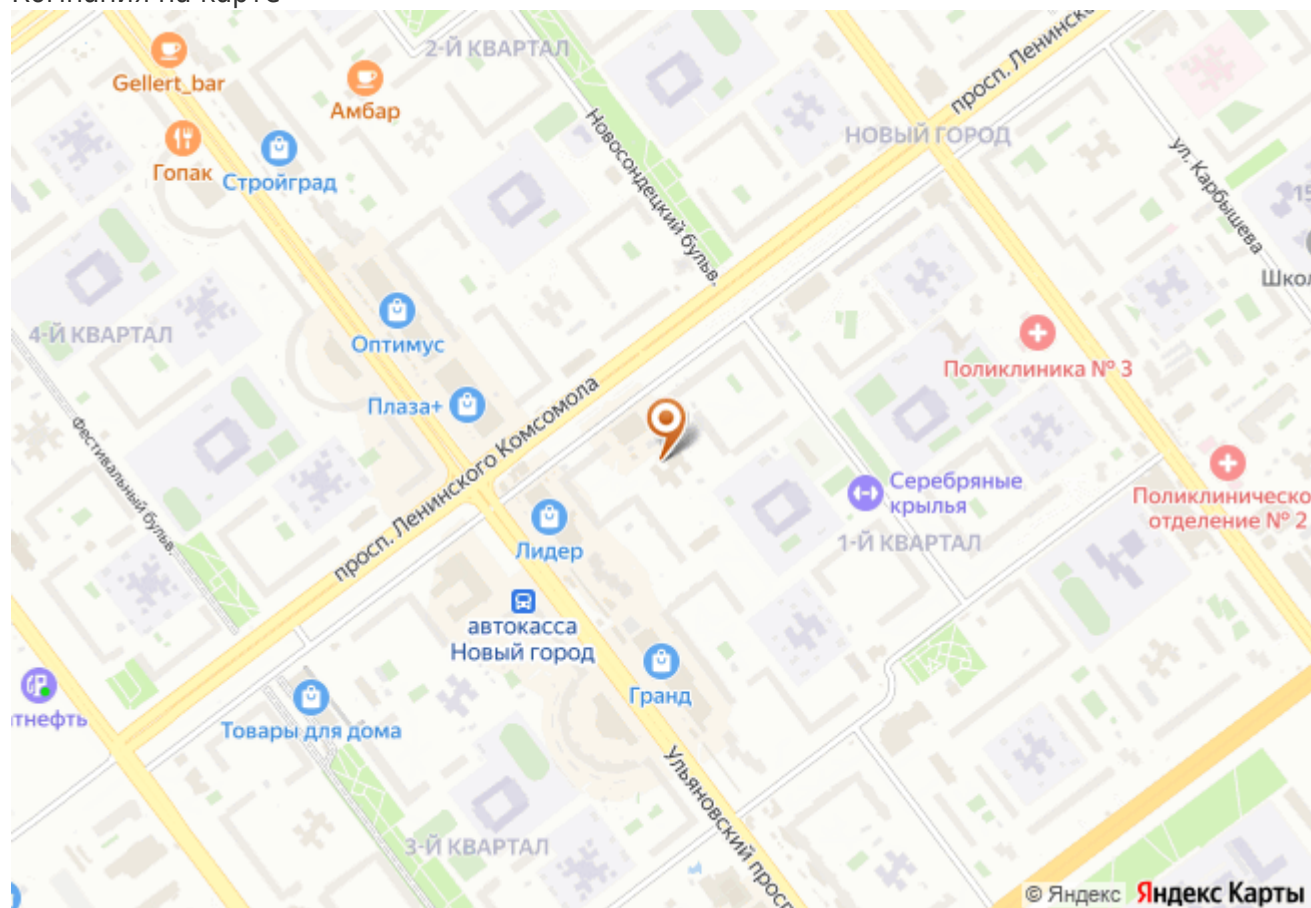 2-Й КВАРТАЛ
просп. Ленинского
Gellert_bar
Амбар
НОВЫЙ ГОРОД
Новосондецкий бульв.
Гопак
Стройград
ул. Карбышева
15
Школ
4-Й КВАРТАЛ
Оптимус
Поликлиника № 3
Плаза+
просп. Ленинского Комсомола
Фестивальный бульв.
Серебряные
крылья
Поликлиническо
отделение № 2
Лидер
1-Й КВАРТАЛ
автокасса
Новый город
Гранд
тнефть
Товары для дома
Ульяновский просп
3-Й КВАРТАЛ
© Яндекс Яндекс Карты